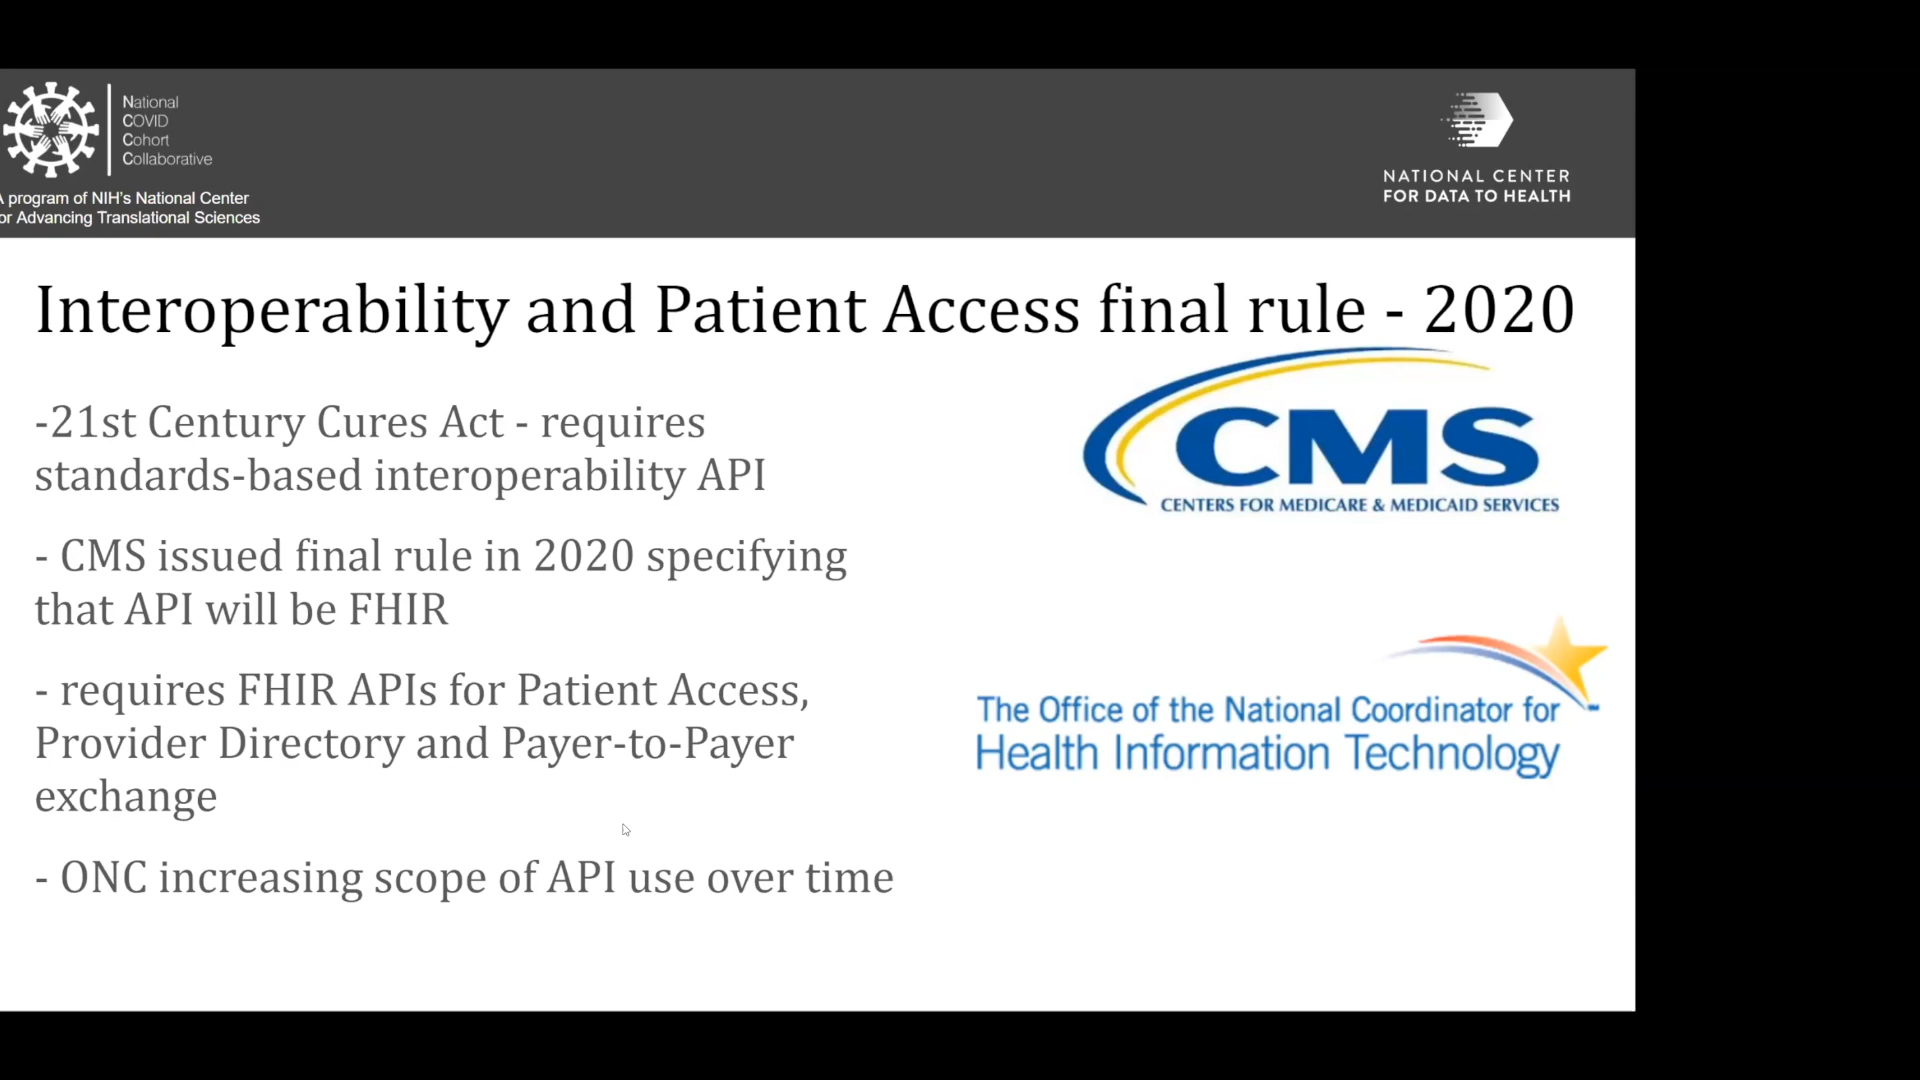 National
COVID
Cohort
Collaborative
A program of NIH's National Center
or Advancing Translational Sciences
NATIONAL CENTER
FOR DATA TO HEALTH
Interoperability and Patient Access final rule - 2020
-21st Century Cures Act - requires
standards-based interoperability API
- CMS issued final rule in 2020 specifying
that API will be FHIR
- requires FHIR APIs for Patient Access,
Provider Directory and Payer-to-Payer
exchange
- ONC increasing scope of API use over time
CMS
CENTERS FOR MEDICARE & MEDICAID SERVICES
The Office of the National Coordinator for
Health Information Technology